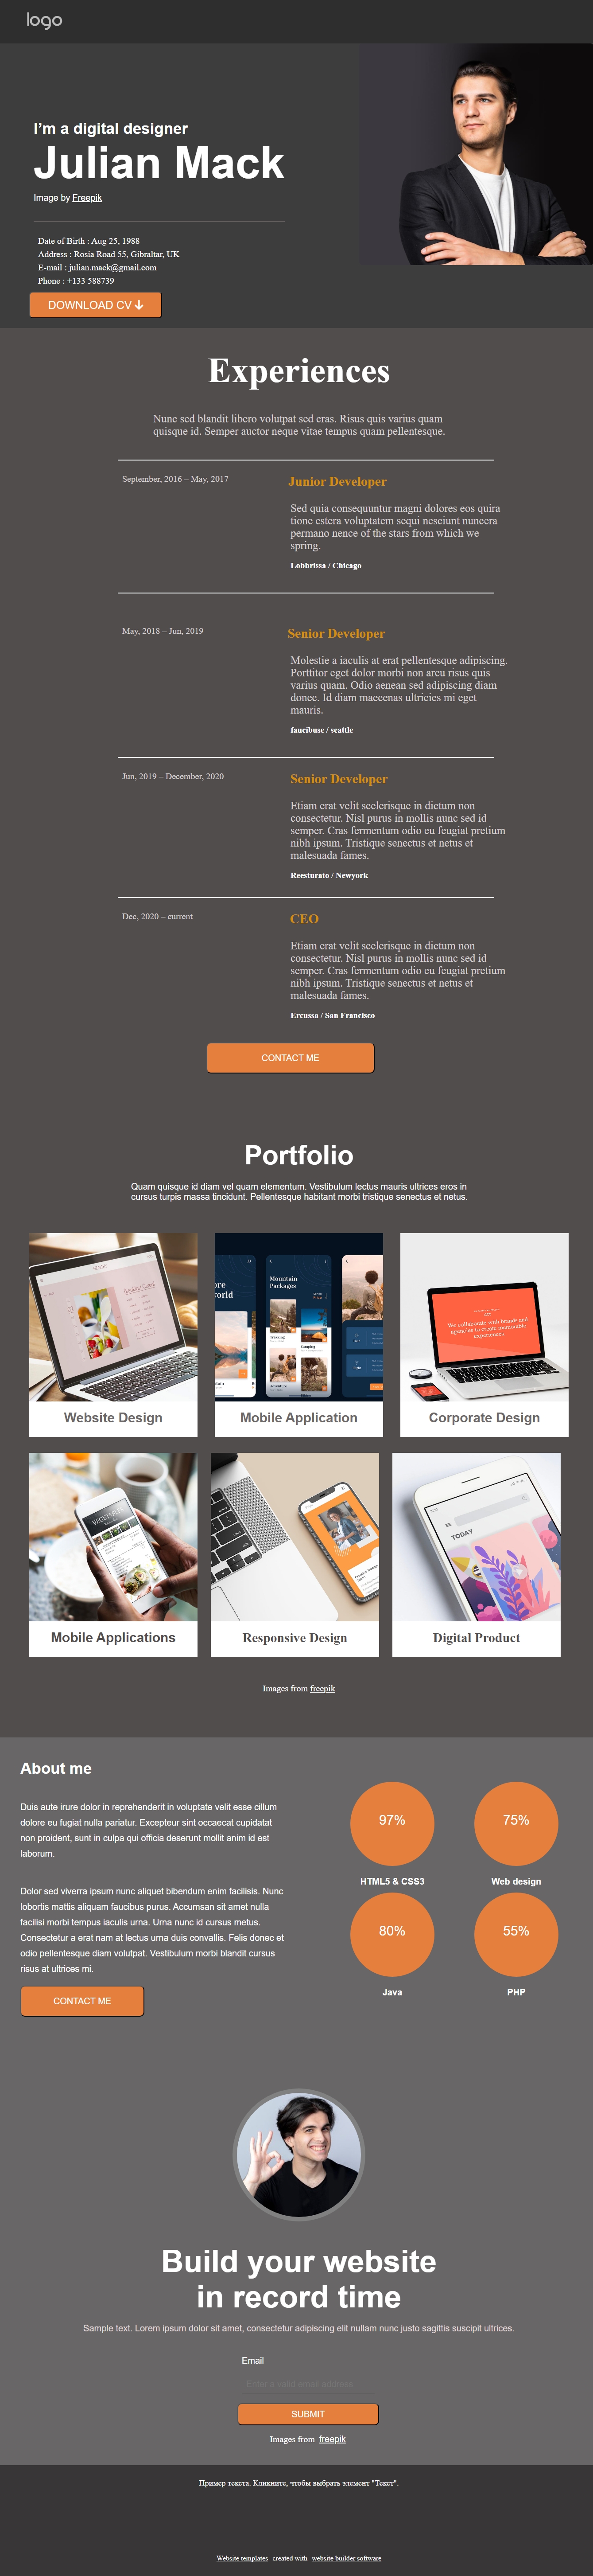 logo
I'm a digital designer
Julian Mack
Image by Freepik
Date of Birth : Aug 25, 1988
Address : Rosia Road 55, Gibraltar, UK
E-mail : julian.mack@gmail.com
Phone : +133 588739
DOWNLOAD CV
Experiences
Nunc sed blandit libero volutpat sed cras. Risus quis varius quam
quisque id. Semper auctor neque vitae tempus quam pellentesque.
September, 2016 – May, 2017
Junior Developer
Sed quia consequuntur magni dolores eos quira
tione estera voluptatem sequi nesciunt nuncera
permano nence of the stars from which we
spring.
Lobbrissa / Chicago
May, 2018 – Jun, 2019
Senior Developer
Molestie a iaculis at erat pellentesque adipiscing.
Porttitor eget dolor morbi non arcu risus quis
varius quam. Odio aenean sed adipiscing diam
donec. Id diam maecenas ultricies mi eget
mauris.
faucibuse / seattle
Jun, 2019 – December, 2020
Senior Developer
Etiam erat velit scelerisque in dictum non
consectetur. Nisl purus in mollis nunc sed id
semper. Cras fermentum odio eu feugiat pretium
nibh ipsum. Tristique senectus et netus et
malesuada fames.
Reesturato / Newyork
Dec, 2020 – current
CEO
Etiam erat velit scelerisque in dictum non
consectetur. Nisl purus in mollis nunc sed id
semper. Cras fermentum odio eu feugiat pretium
nibh ipsum. Tristique senectus et netus et
malesuada fames.
Ercussa / San Francisco
CONTACT ME
Portfolio
Quam quisque id diam vel quam elementum. Vestibulum lectus mauris ultrices eros in
cursus turpis massa tincidunt. Pellentesque habitant morbi tristique senectus et netus.
Mountain
Packages
We collaborate with brands and
agencies to create memorable
experiences.
Website Design
Mobile Application
Corporate Design
TODAY
Mobile Applications
Responsive Design
Digital Product
Images from freepik
About me
Duis aute irure dolor in reprehenderit in voluptate velit esse cillum
dolore eu fugiat nulla pariatur. Excepteur sint occaecat cupidatat
non proident, sunt in culpa qui officia deserunt mollit anim id est
laborum.
Dolor sed viverra ipsum nunc aliquet bibendum enim facilisis. Nunc
lobortis mattis aliquam faucibus purus. Accumsan sit amet nulla
facilisi morbi tempus iaculis urna. Urna nunc id cursus metus.
Consectetur a erat nam at lectus urna duis convallis. Felis donec et
odio pellentesque diam volutpat. Vestibulum morbi blandit cursus
risus at ultrices mi.
CONTACT ME
97%
75%
HTML5 & CSS3
Web design
80%
55%
Java
PHP
Build your website
in record time
Sample text. Lorem ipsum dolor sit amet, consectetur adipiscing elit nullam nunc justo sagittis suscipit ultrices.
Email
Enter a valid email address
SUBMIT
Images from freepik
Пример текста. Кликните, чтобы выбрать элемент "Текст".
Website templates created with website builder software